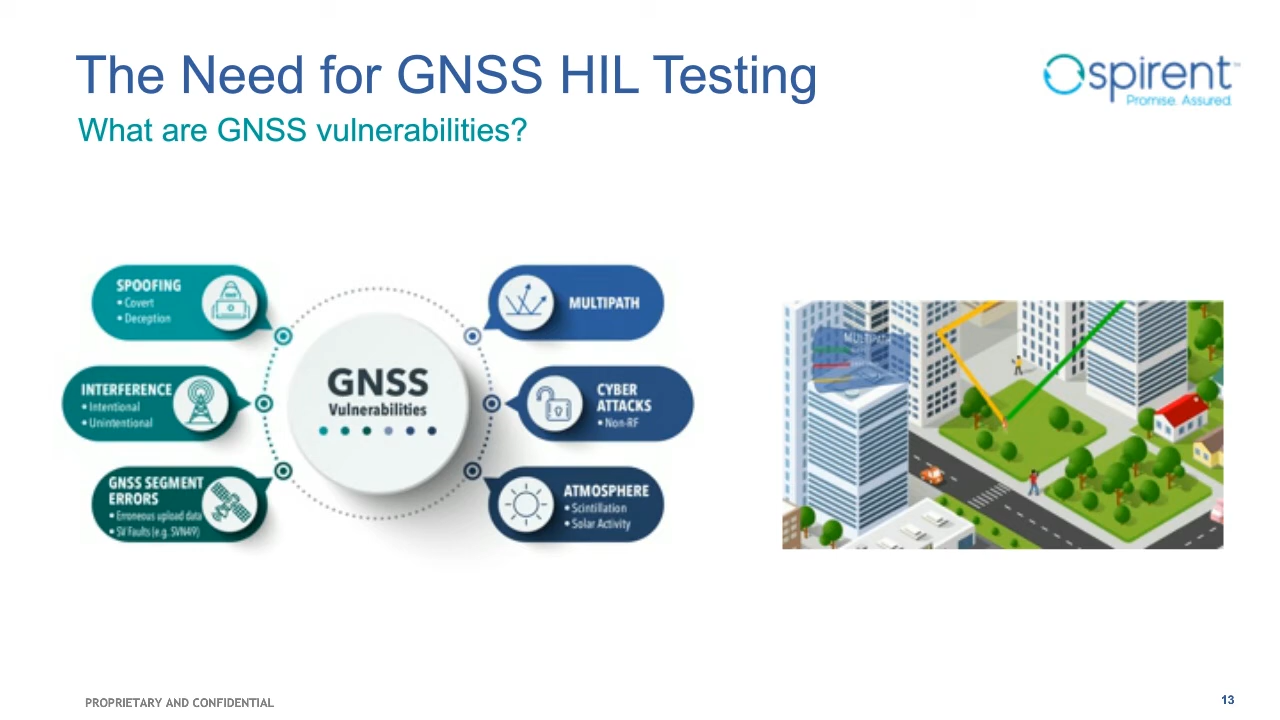 The Need for GNSS HIL Testing
What are GNSS vulnerabilities?
spirent™
Promise. Assured.
SPOOFING
• Covert
• Deception
INTERFERENCE
• Intentional
• Unintentional
GNSS SEGMENT
ERRORS
• Erroneous upload data
• SV Faults (e.g. SVN49)
GNSS
Vulnerabilities
MULTIPATH
CYBER
ATTACKS
• Non-RF
ATMOSPHERE
• Scintillation
• Solar Activity
MULTIPATH
PROPRIETARY AND CONFIDENTIAL
13